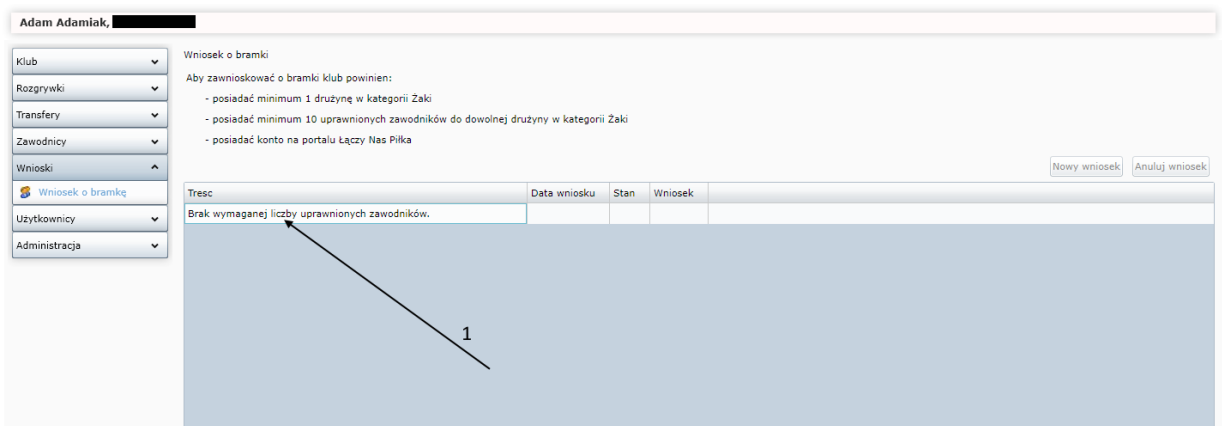 Adam Adamiak,
Klub
Rozgrywki
Transfery
Zawodnicy
Wnioski
Wniosek o bramkę
Użytkownicy
Administracja
Wniosek o bramki
Aby zawnioskować o bramki klub powinien:
- posiadać minimum 1 drużynę w kategorii Żaki
- posiadać minimum 10 uprawnionych zawodników do dowolnej drużyny w kategorii Żaki
- posiadać konto na portalu Łączy Nas Piłka
Nowy wniosek Anuluj wniosek
Tresc Data wniosku Stan Wniosek
Brak wymaganej liczby uprawnionych zawodników.
1